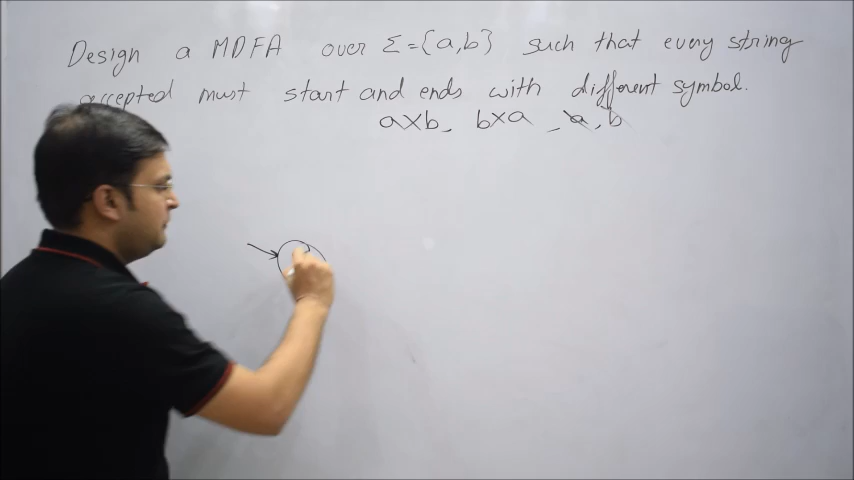 Design a MDFA over Σ={a,b} such that every string
accepted must start and ends with different symbol.
aXb, bXa, a, b